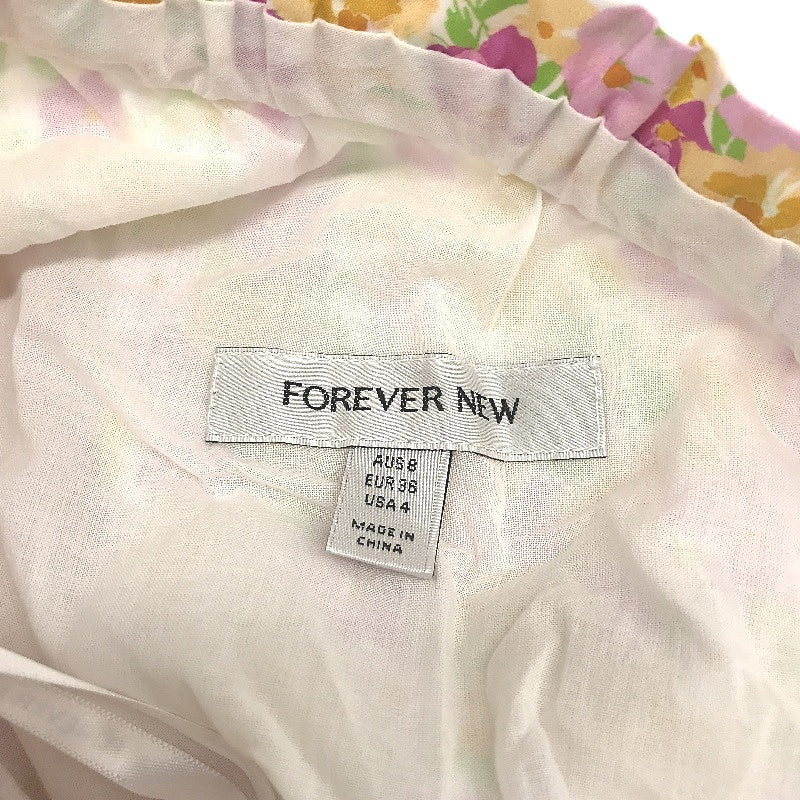 FOREVER NEW
AUS 8
EUR 36
USA 4
MADE IN
CHINA